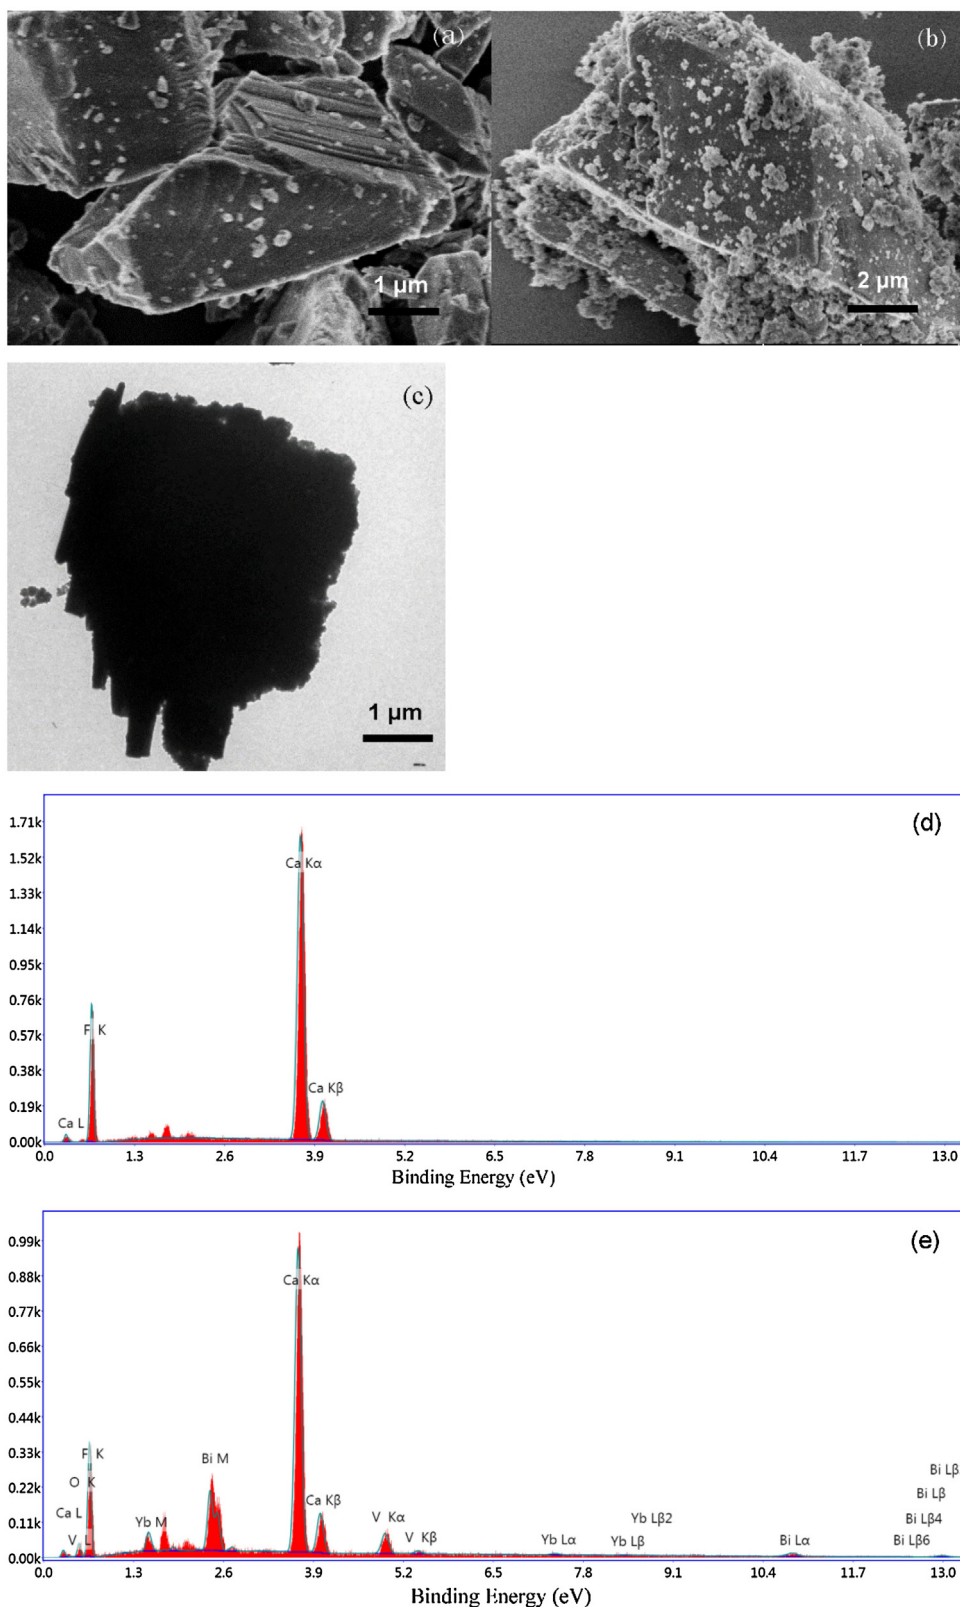 (a)
1 μm
(b)
2 μm
(c)
1 μm
(d)
1.71k
1.52k
1.33k
1.14k
0.95k
0.76k
0.57k
0.38k
0.19k
0.00k
Ca Kα
F K
Ca Kβ
Ca L
0.0 1.3 2.6 3.9 5.2 6.5 7.8 9.1 10.4 11.7 13.0
Binding Energy (eV)
(e)
0.99k
0.88k
0.77k
0.66k
0.55k
0.44k
0.33k
0.22k
0.11k
0.00k
Ca Kα
F K
Bi M
Bi Lβ
O K
Bi Lβ
Ca Kβ
Ca L
V Kα
Yb Lβ2
Bi Lβ4
Yb M
V L
V Kβ
Yb Lα
Yb Lβ
Bi Lα
Bi Lβ6
0.0 1.3 2.6 3.9 5.2 6.5 7.8 9.1 10.4 11.7 13.0
Binding Energy (eV)